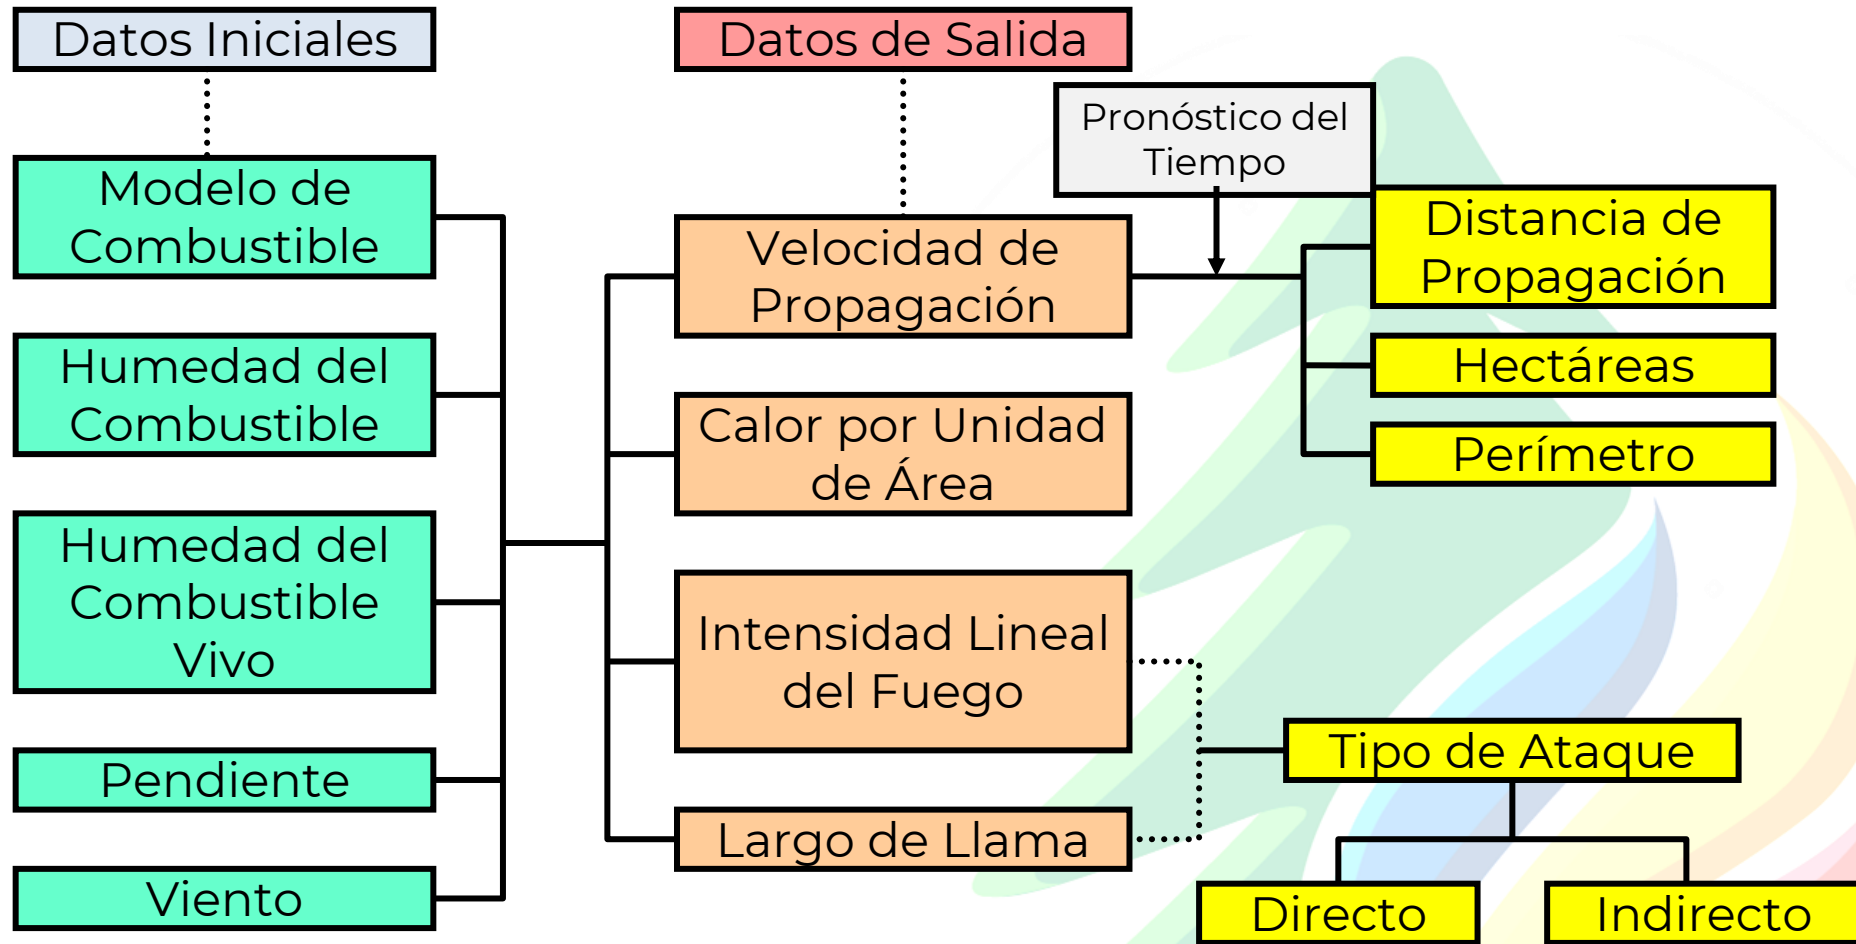 Datos Iniciales
Modelo de
Combustible
Humedad del
Combustible
Humedad del
Combustible
Vivo
Pendiente
Viento
Datos de Salida
Velocidad de
Propagación
Calor por Unidad
de Área
Intensidad Lineal
del Fuego
Largo de Llama
Pronóstico del
Tiempo
Distancia de
Propagación
Hectáreas
Perímetro
Tipo de Ataque
Directo
Indirecto